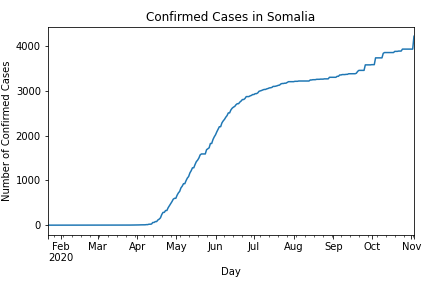 Confirmed Cases in Somalia
Number of Confirmed Cases
4000
3000
2000
1000
0
Feb Mar Apr May Jun Jul Aug Sep Oct Nov
2020
Day